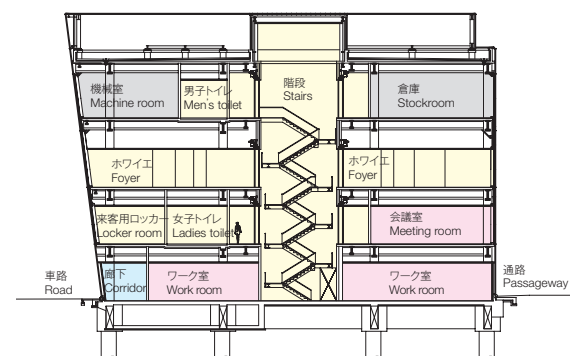 機械室
Machine room
男子トイレ
Men's toilet
階段
Stairs
倉庫
Stockroom
ホワイエ
Foyer
ホワイエ
Foyer
来客用ロッカー
Locker room
女子トイレ
Ladies toilet
会議室
Meeting room
車路
Road
廊下
Corridor
ワーク室
Work room
ワーク室
Work room
通路
Passageway